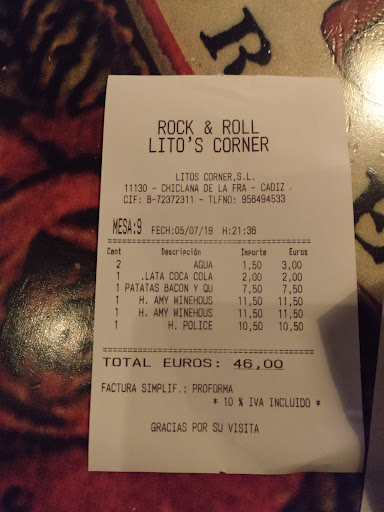 ROCK & ROLL
LITO'S CORNER
LITOS CORNER,S.L.
11130 - CHICLANA DE LA FRA - CADIZ
CIF: B-72372311 - TLFNO: 956494533
MESA:9 FECH:05/07/19 H:21:36
Cant Descripción Importe Euros
2 AGUA 1,50 3,00
1 .LATA COCA COLA 2,00 2,00
1 PATATAS BACON Y QU 7,50 7,50
1 H. AMY WINEHOUS 11,50 11,50
1 H. AMY WINEHOUS 11,50 11,50
1 H. POLICE 10,50 10,50
TOTAL EUROS: 46,00
FACTURA SIMPLIF.: PROFORMA
* 10 % IVA INCLUIDO *
GRACIAS POR SU VISITA